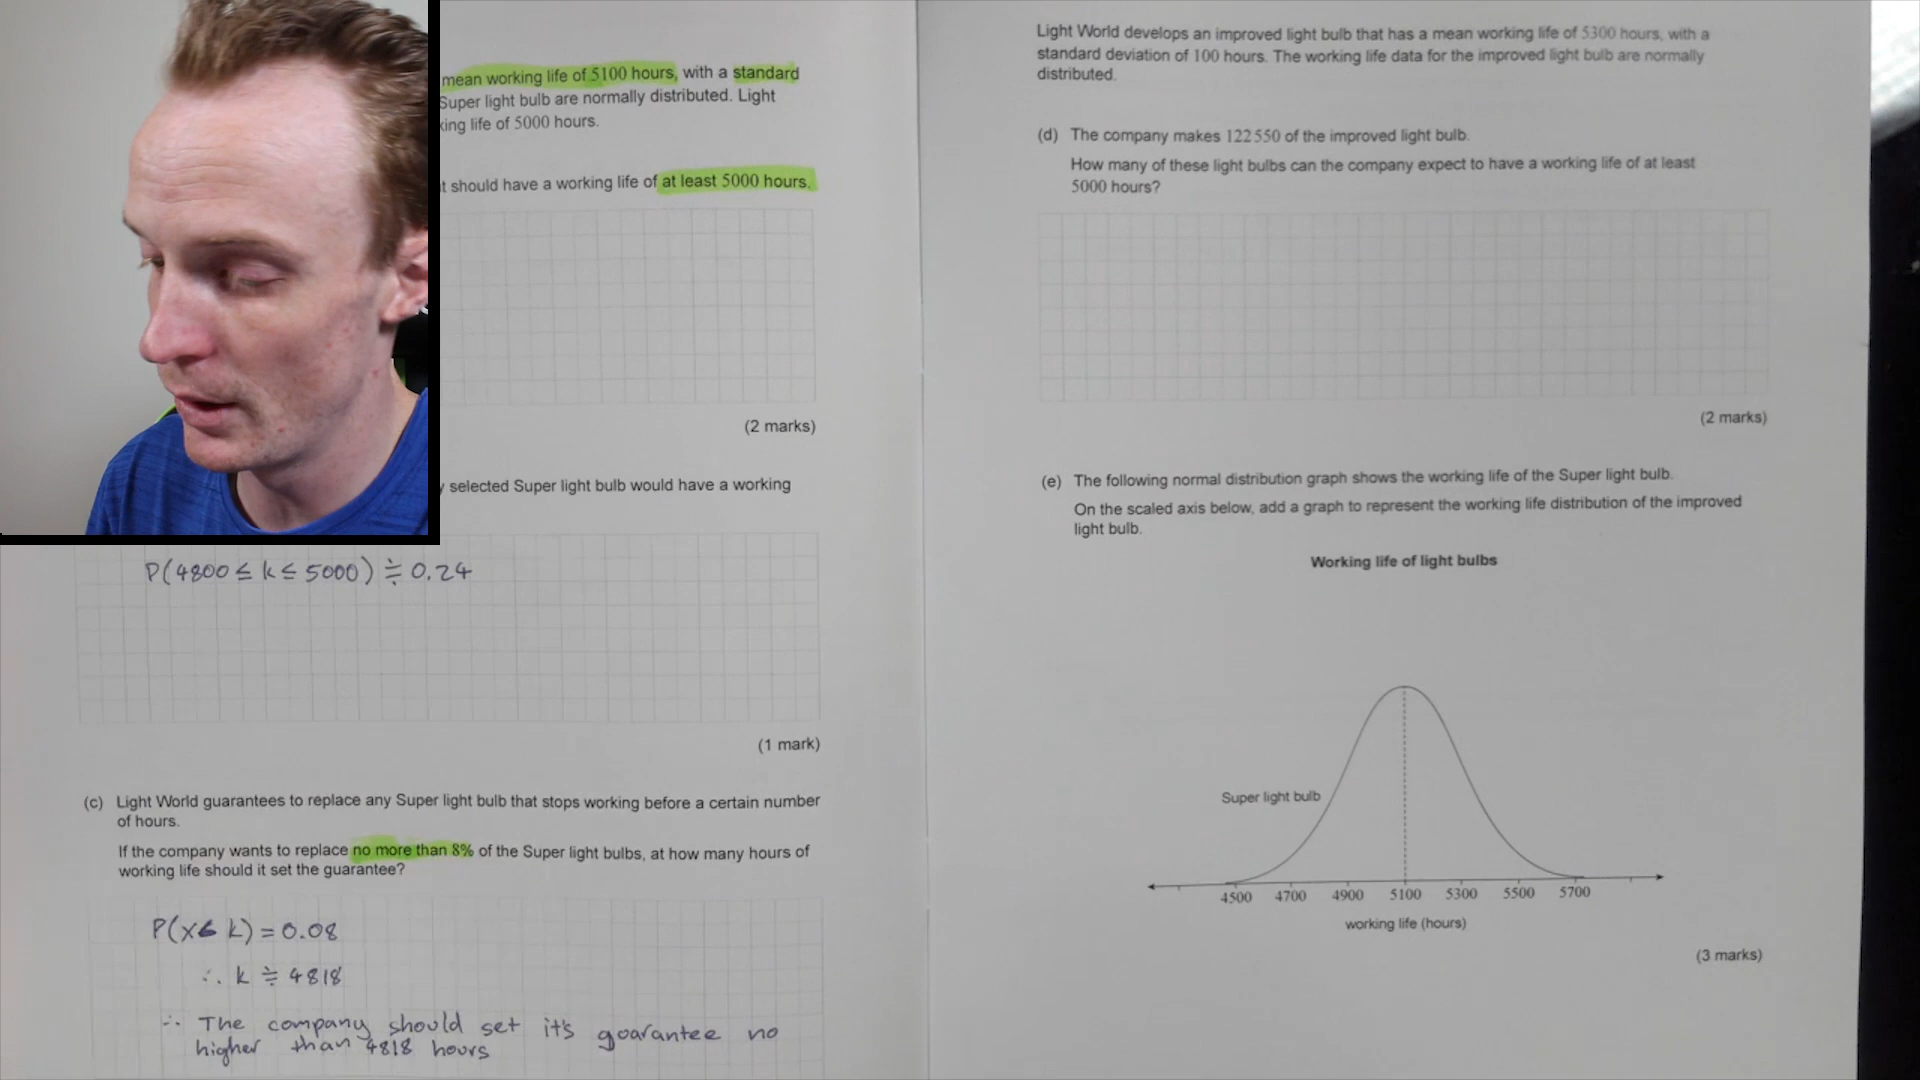 mean working life of 5100 hours, with a standard
Super light bulb are normally distributed. Light
king life of 5000 hours.
t should have a working life of at least 5000 hours.
(2 marks)
y selected Super light bulb would have a working
P(4800 ≤ k ≤ 5000) ≑ 0.24
(1 mark)
(c) Light World guarantees to replace any Super light bulb that stops working before a certain number
of hours.
If the company wants to replace no more than 8% of the Super light bulbs, at how many hours of
working life should it set the guarantee?
P(x≤ k) = 0.08
∴ k ≑ 4818
∴ The company should set it's goarantee no
higher than 4818 hours
Light World develops an improved light bulb that has a mean working life of 5300 hours, with a
standard deviation of 100 hours. The working life data for the improved light bulb are normally
distributed.
(d) The company makes 122 550 of the improved light bulb.
How many of these light bulbs can the company expect to have a working life of at least
5000 hours?
(2 marks)
(e) The following normal distribution graph shows the working life of the Super light bulb.
On the scaled axis below, add a graph to represent the working life distribution of the improved
light bulb.
Working life of light bulbs
Super light bulb
4500 4700 4900 5100 5300 5500 5700
working life (hours)
(3 marks)